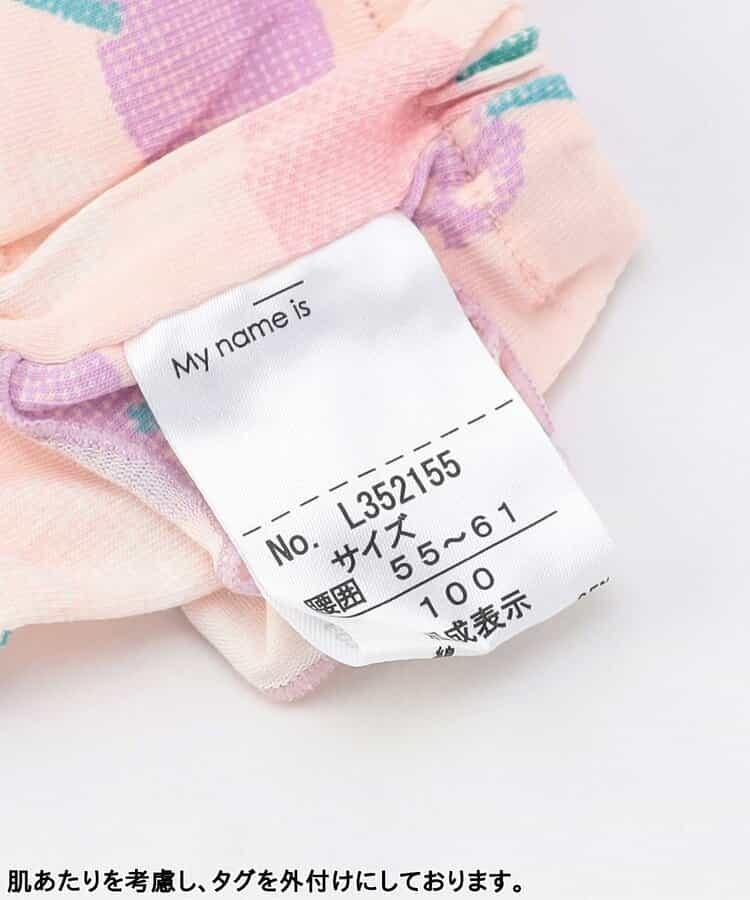 My name is
No. L352155
サイズ
腰囲 55~61
100
成表示
綿
肌あたりを考慮し、タグを外付けにしております。